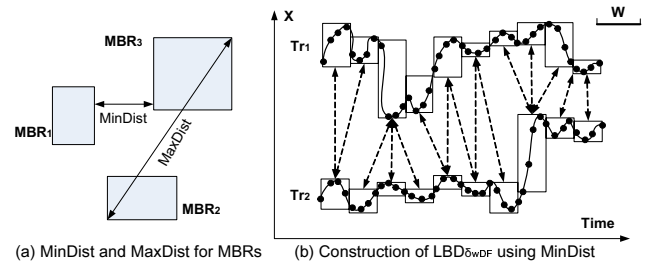 MBR3
MBR1
MinDist
MaxDist
MBR2
(a) MinDist and MaxDist for MBRs
X
W
Tr1
Tr2
Time
(b) Construction of LBDδwDF using MinDist